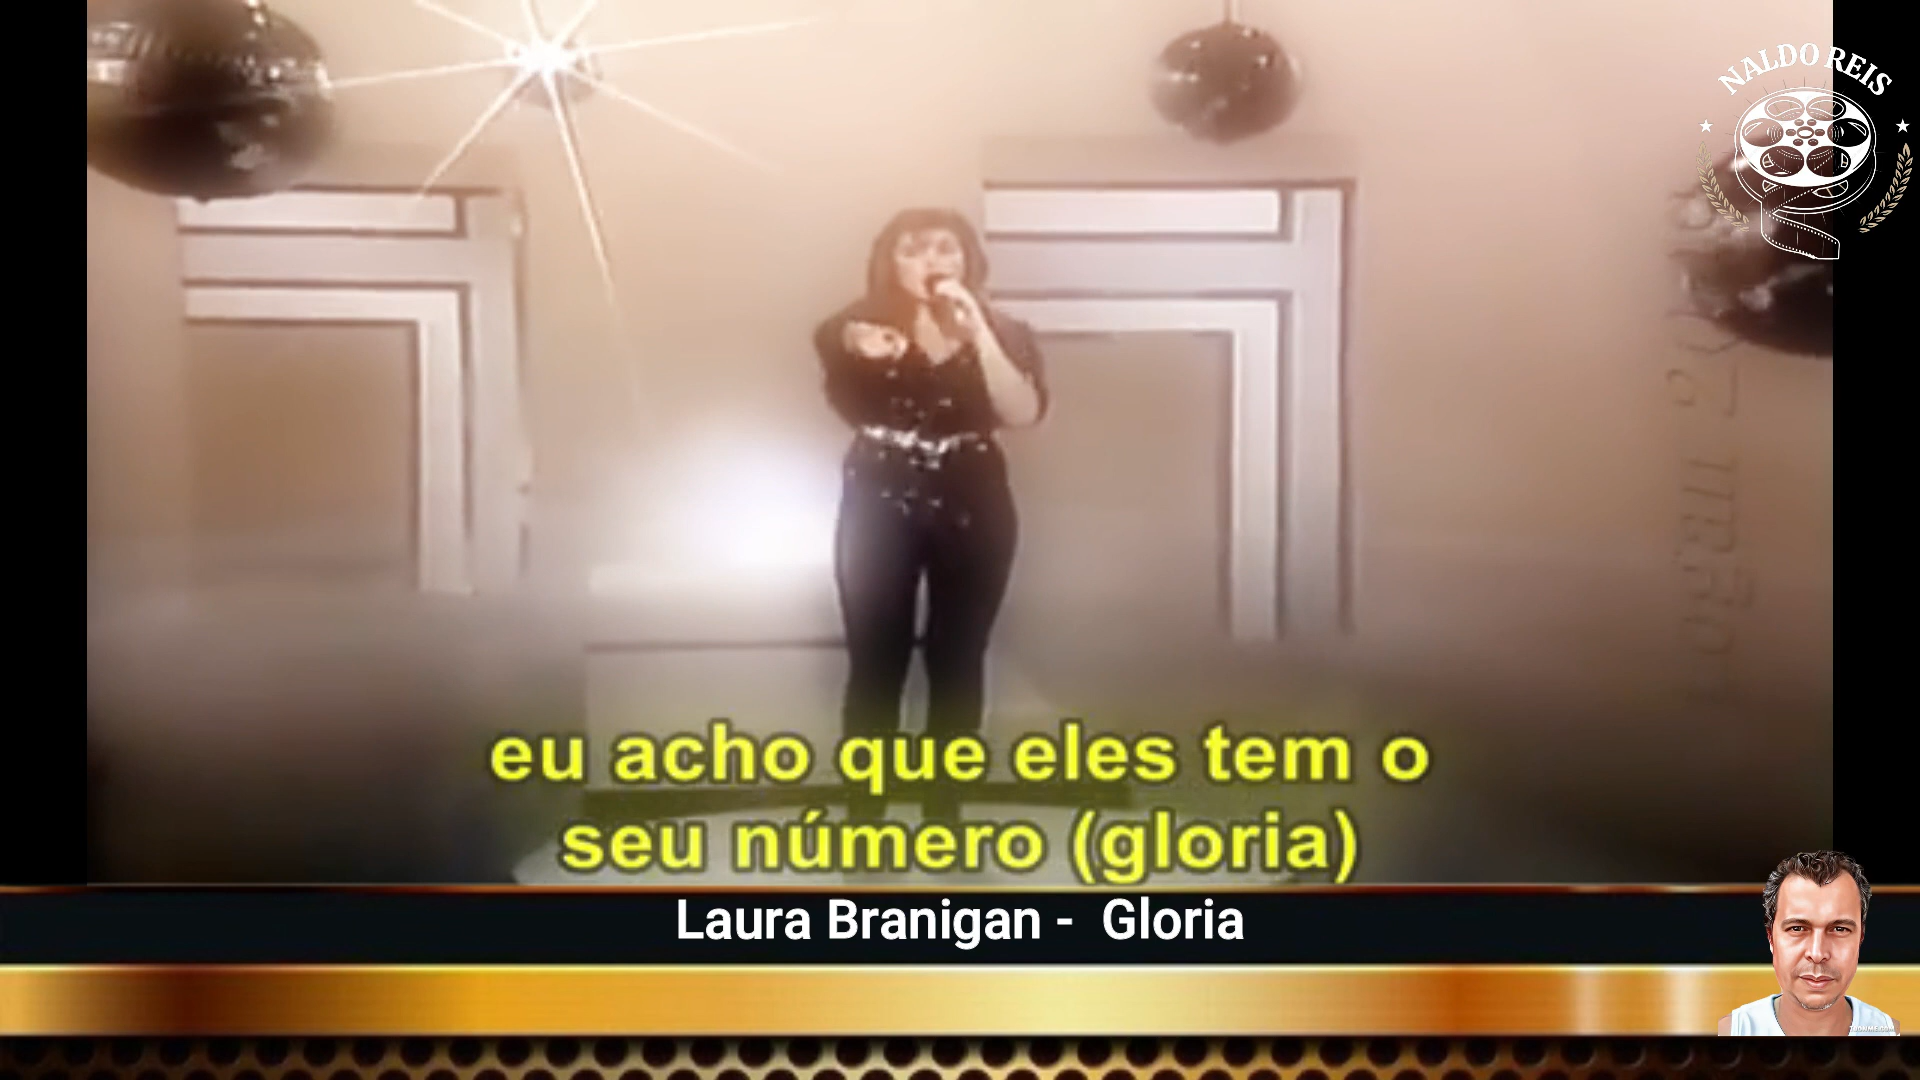 NALDO REIS
eu acho que eles tem o
seu número (gloria)
Laura Branigan - Gloria